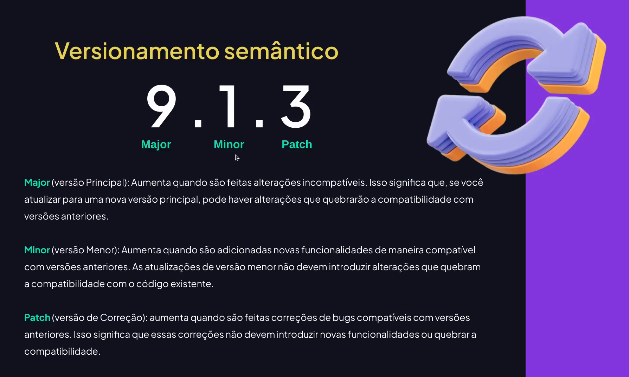 Versionamento semântico
9.1.3
Major Minor Patch
Major (versão Principal): Aumenta quando são feitas alterações incompatíveis. Isso significa que, se você
atualizar para uma nova versão principal, pode haver alterações que quebrarão a compatibilidade com
versões anteriores.
Minor (versão Menor): Aumenta quando são adicionadas novas funcionalidades de maneira compatível
com versões anteriores. As atualizações de versão menor não devem introduzir alterações que quebram
a compatibilidade com o código existente.
Patch (versão de Correção): aumenta quando são feitas correções de bugs compatíveis com versões
anteriores. Isso significa que essas correções não devem introduzir novas funcionalidades ou quebrar a
compatibilidade.